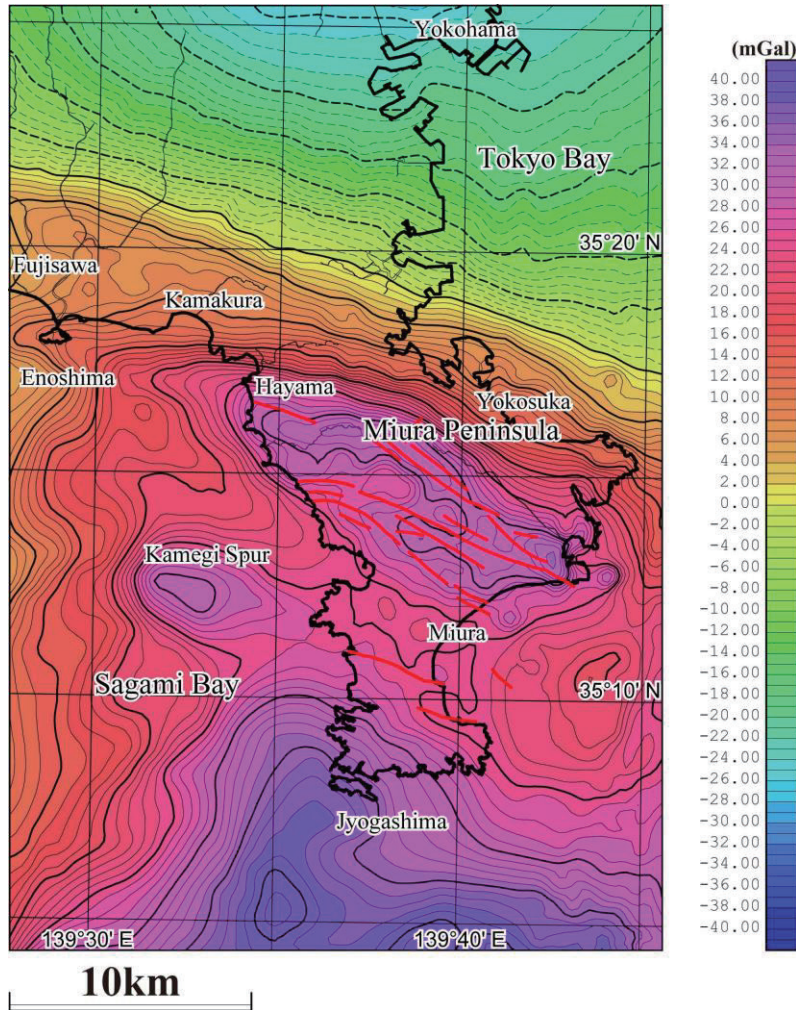 Yokohama
(mGal)
Tokyo Bay
35°20' N
Fujisawa
Kamakura
Enoshima
Hayama
Yokosuka
Miura Peninsula
Kamegi Spur
Miura
Sagami Bay
35°10' N
Jyogashima
139°30' E
139°40' E
10km
40.00
38.00
36.00
34.00
32.00
30.00
28.00
26.00
24.00
22.00
20.00
18.00
16.00
14.00
12.00
10.00
8.00
6.00
4.00
2.00
0.00
-2.00
-4.00
-6.00
-8.00
-10.00
-12.00
-14.00
-16.00
-18.00
-20.00
-22.00
-24.00
-26.00
-28.00
-30.00
-32.00
-34.00
-36.00
-38.00
-40.00